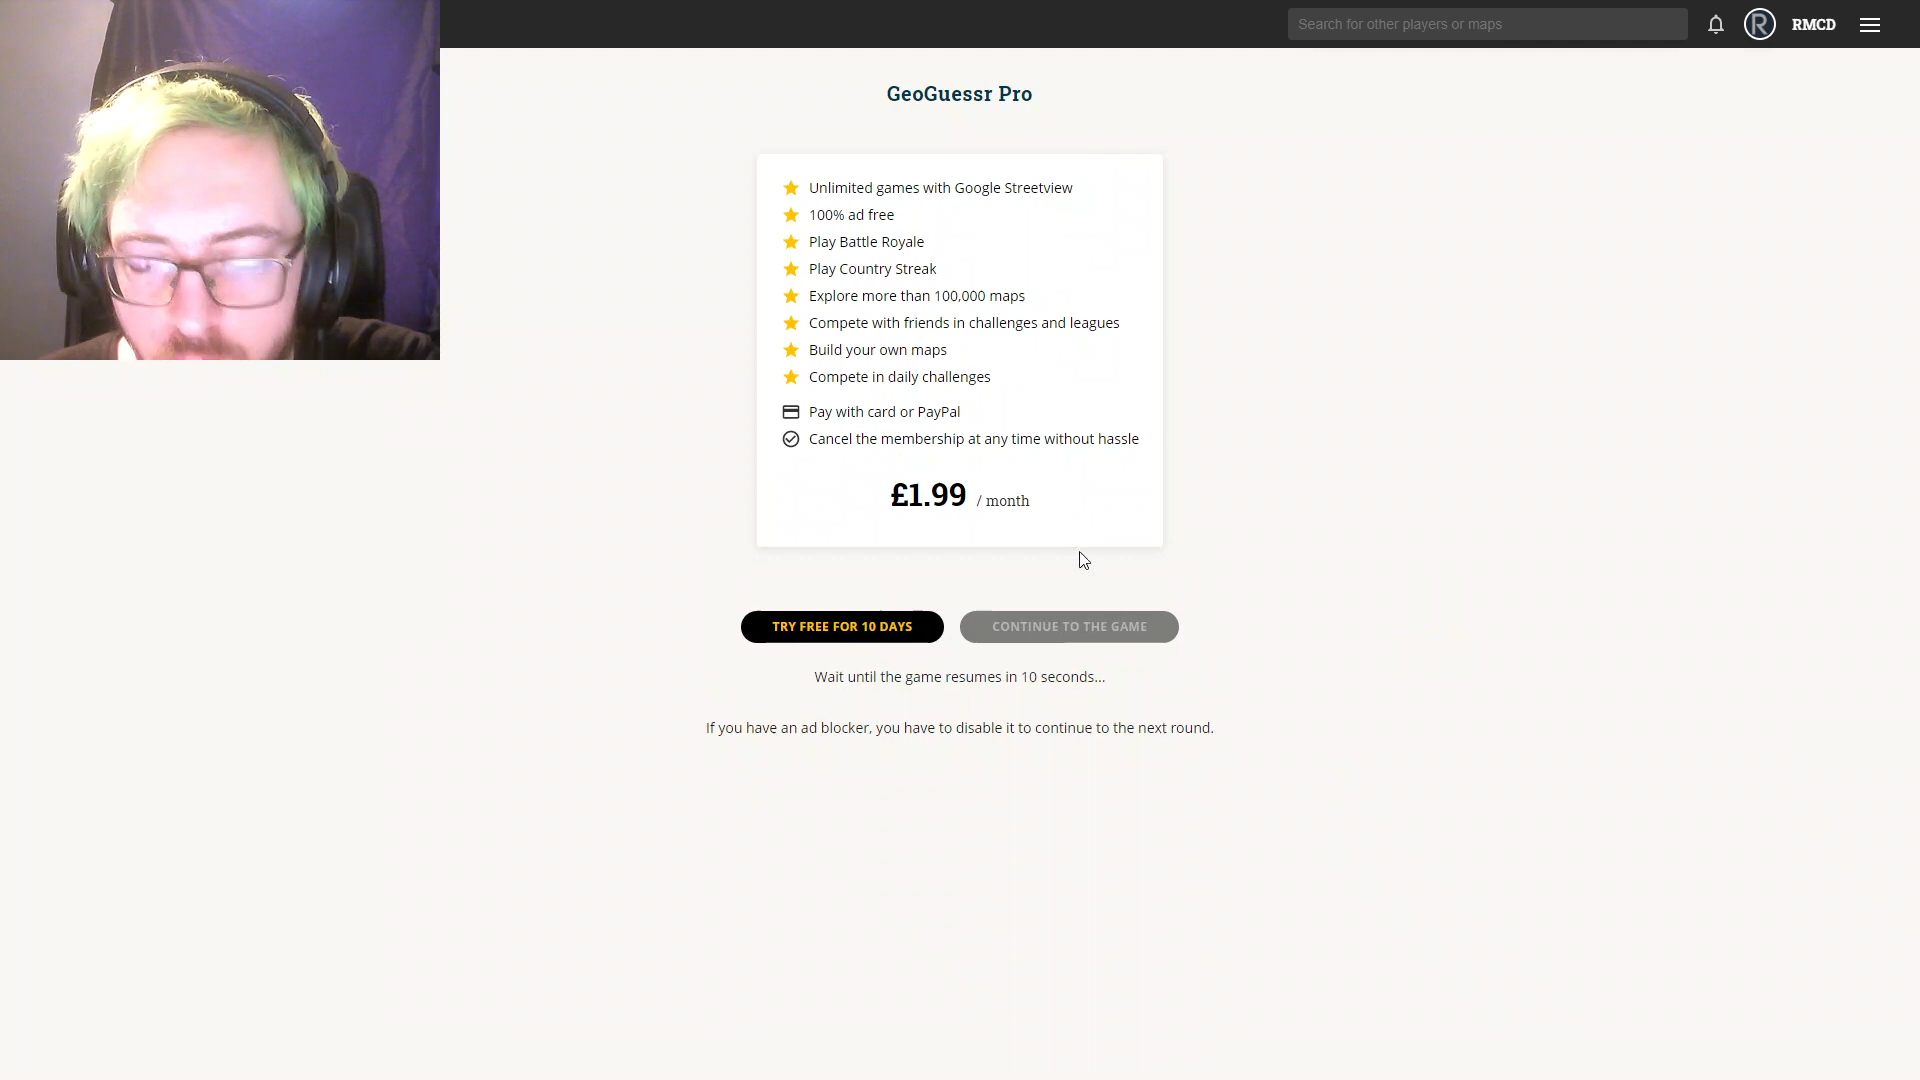 Search for other players or maps
R
RMCD
GeoGuessr Pro
Unlimited games with Google Streetview
100% ad free
Play Battle Royale
Play Country Streak
Explore more than 100,000 maps
Compete with friends in challenges and leagues
Build your own maps
Compete in daily challenges
Pay with card or PayPal
Cancel the membership at any time without hassle
£1.99 / month
TRY FREE FOR 10 DAYS
CONTINUE TO THE GAME
Wait until the game resumes in 10 seconds...
If you have an ad blocker, you have to disable it to continue to the next round.